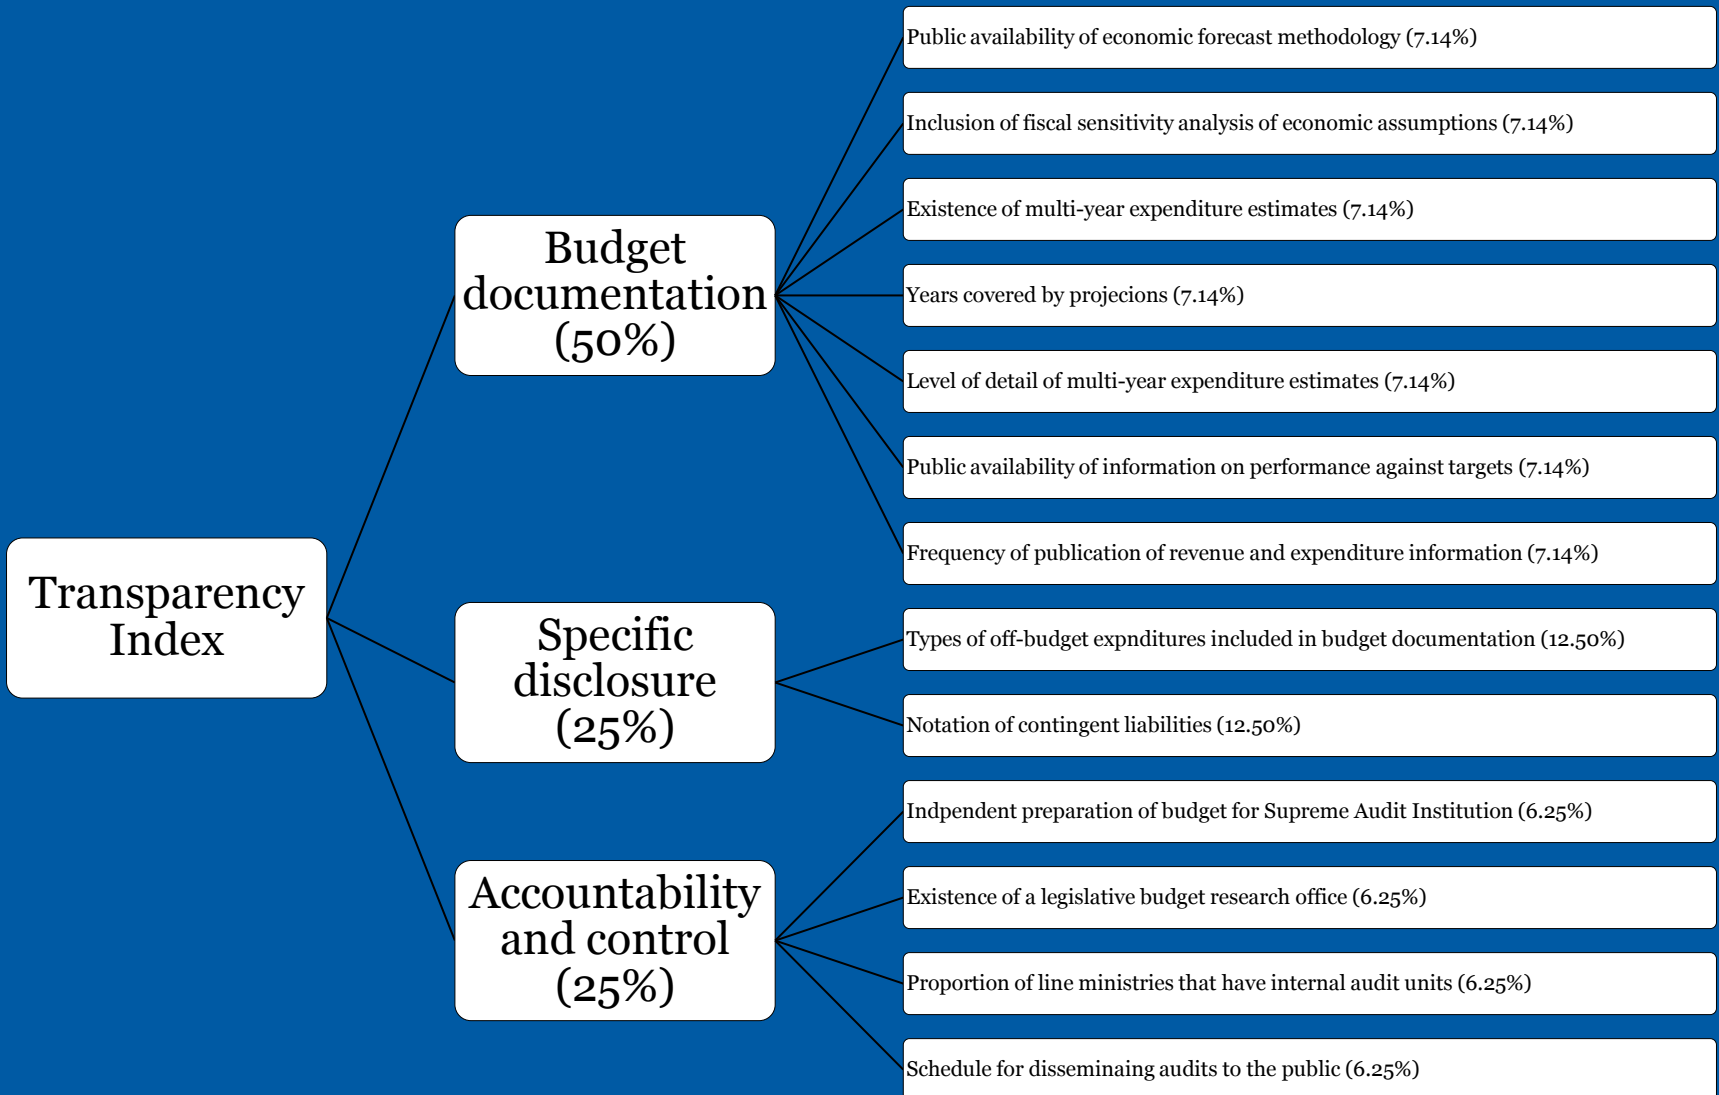 Transparency
Index
Budget
documentation
(50%)
Public availability of economic forecast methodology (7.14%)
Inclusion of fiscal sensitivity analysis of economic assumptions (7.14%)
Existence of multi-year expenditure estimates (7.14%)
Years covered by projecions (7.14%)
Level of detail of multi-year expenditure estimates (7.14%)
Public availability of information on performance against targets (7.14%)
Frequency of publication of revenue and expenditure information (7.14%)
Specific
disclosure
(25%)
Types of off-budget expnditures included in budget documentation (12.50%)
Notation of contingent liabilities (12.50%)
Accountability
and control
(25%)
Indpendent preparation of budget for Supreme Audit Institution (6.25%)
Existence of a legislative budget research office (6.25%)
Proportion of line ministries that have internal audit units (6.25%)
Schedule for disseminaing audits to the public (6.25%)